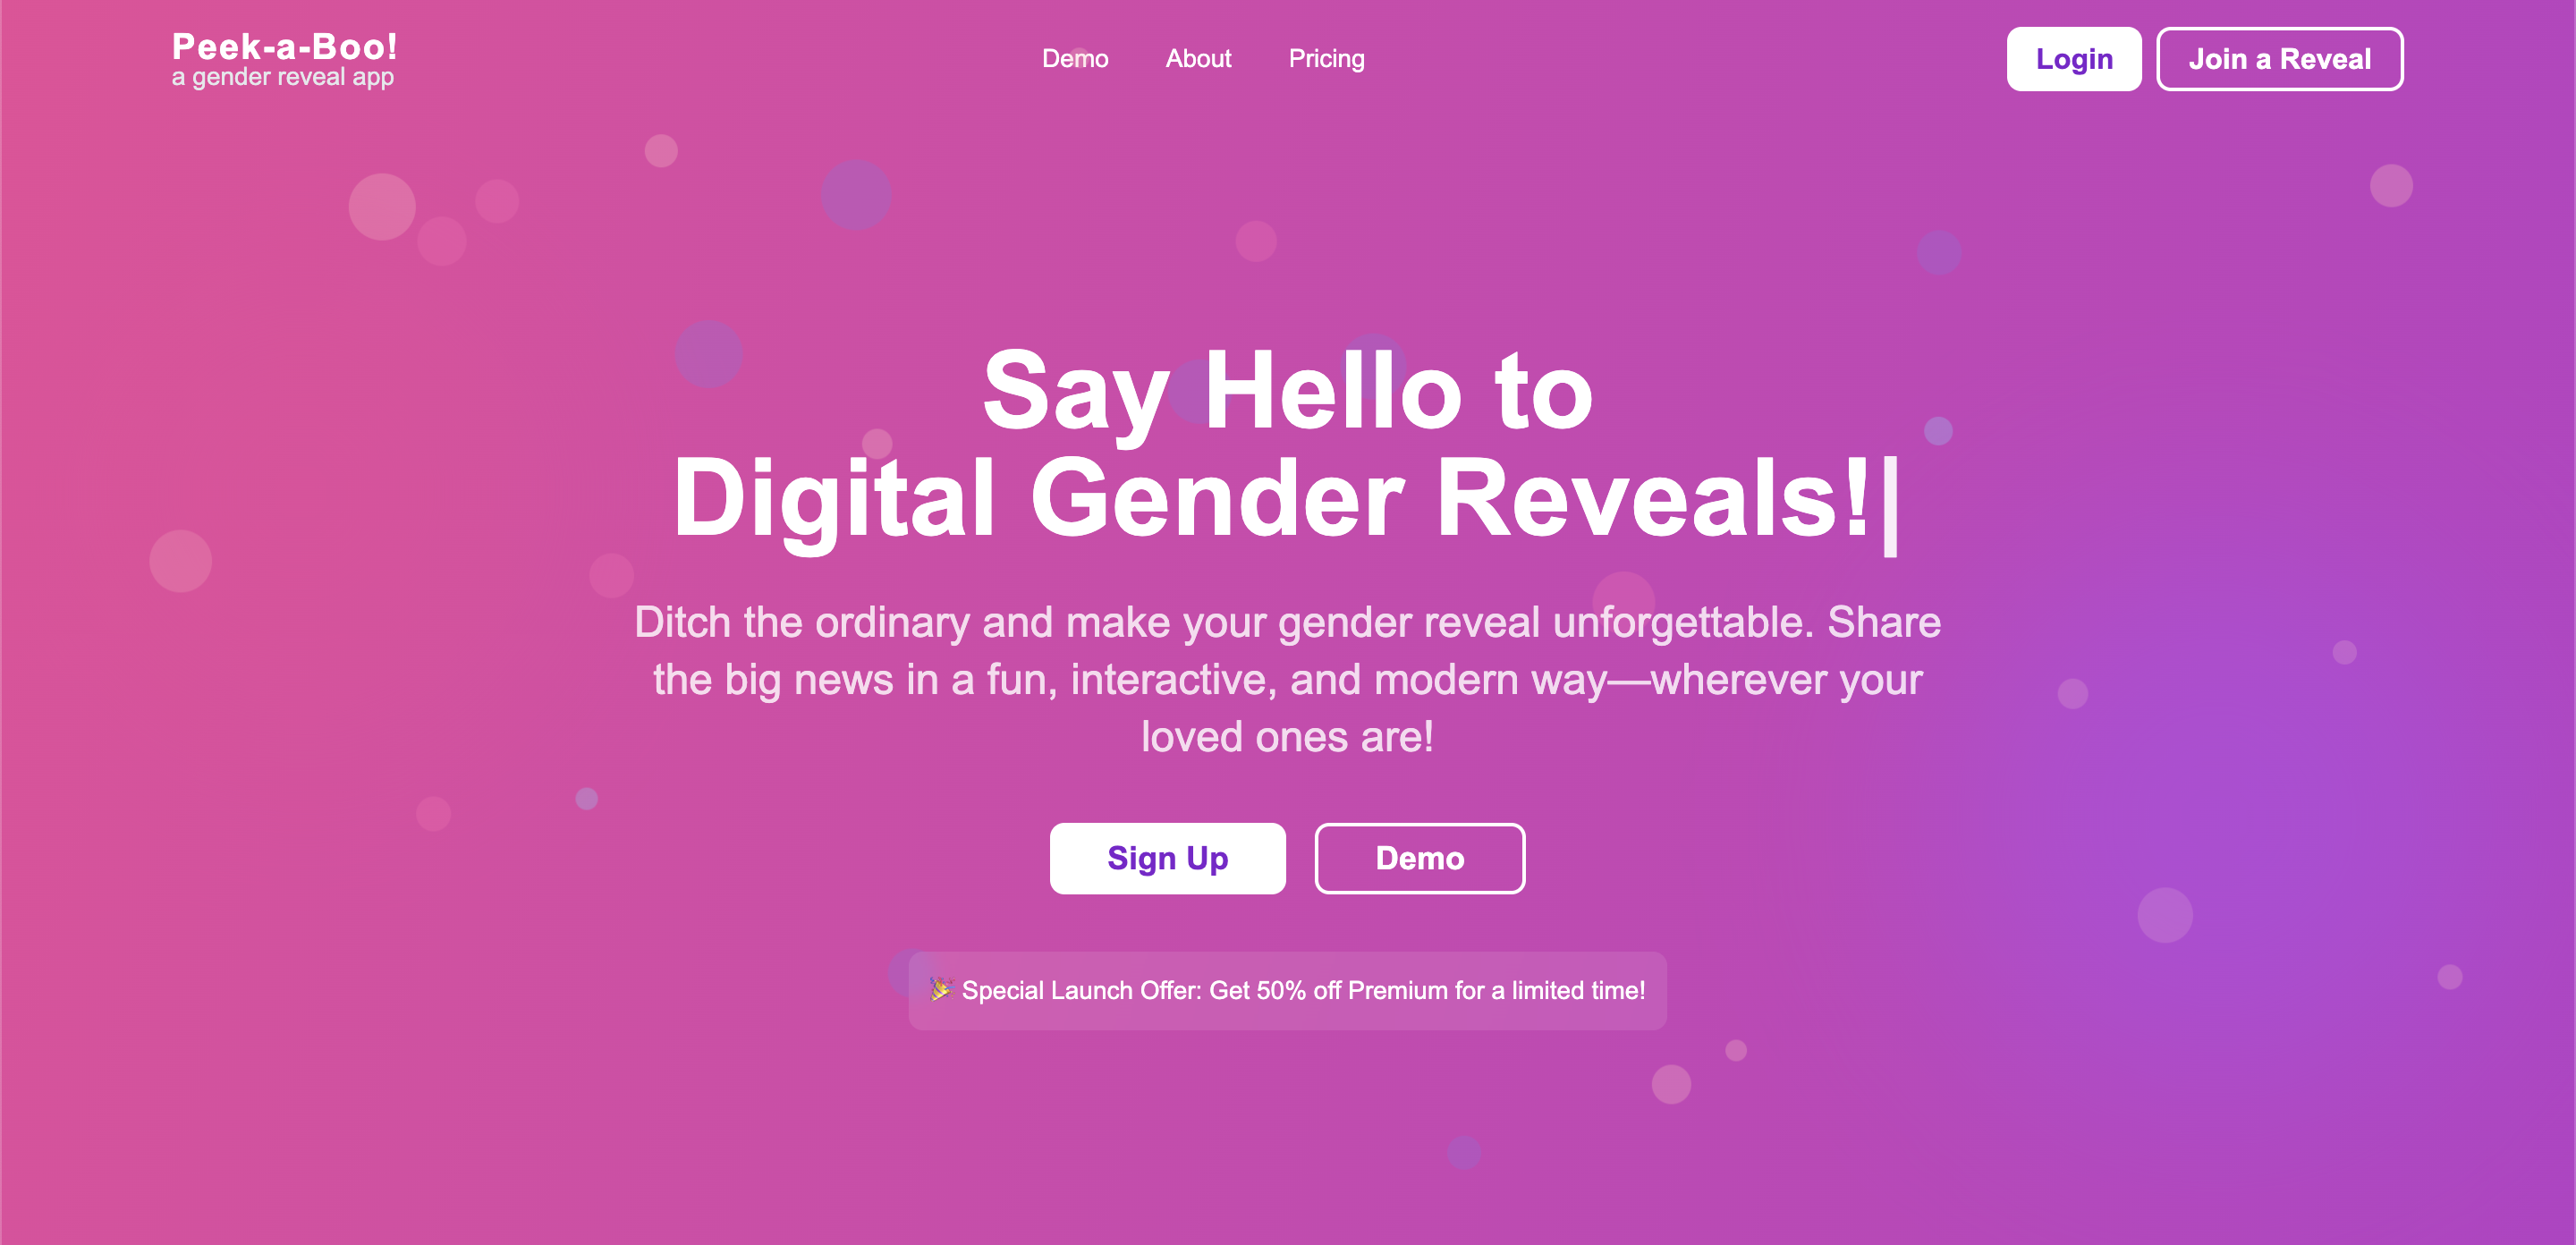 Peek-a-Boo!
a gender reveal app
Demo
About
Pricing
Login
Join a Reveal
Say Hello to
Digital Gender Reveals!|
Ditch the ordinary and make your gender reveal unforgettable. Share
the big news in a fun, interactive, and modern way—wherever your
loved ones are!
Sign Up
Demo
🎉 Special Launch Offer: Get 50% off Premium for a limited time!